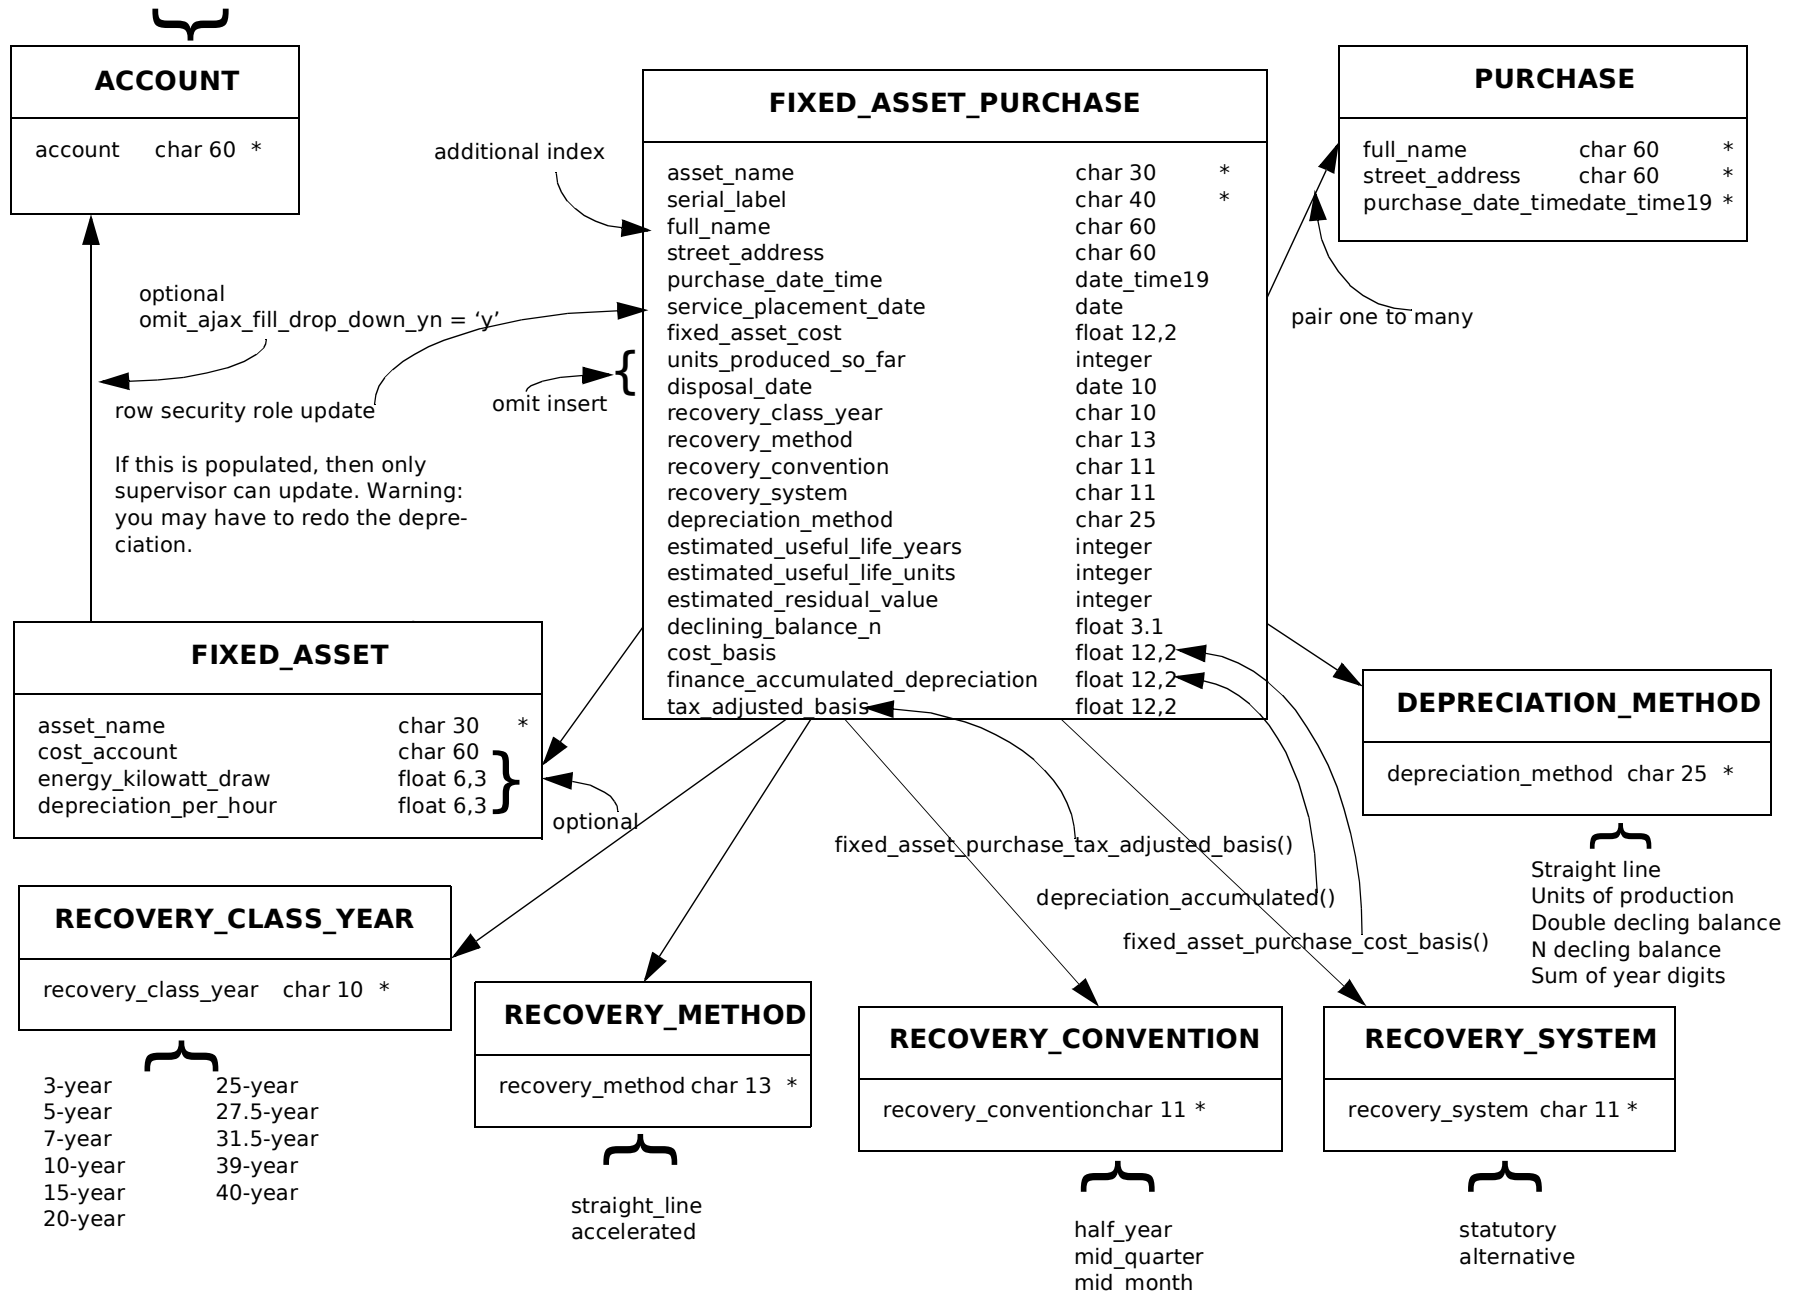 ACCOUNT
account char 60 *
FIXED_ASSET_PURCHASE
asset_name char 30 *
serial_label char 40 *
full_name char 60
street_address char 60
purchase_date_time date_time19
service_placement_date date
fixed_asset_cost float 12,2
units_produced_so_far integer
disposal_date date 10
recovery_class_year char 10
recovery_method char 13
recovery_convention char 11
recovery_system char 11
depreciation_method char 25
estimated_useful_life_years integer
estimated_useful_life_units integer
estimated_residual_value integer
declining_balance_n float 3.1
cost_basis float 12,2
finance_accumulated_depreciation float 12,2
tax_adjusted_basis float 12,2
PURCHASE
full_name char 60 *
street_address char 60 *
purchase_date_timedate_time19 *
additional index
optional
omit_ajax_fill_drop_down_yn = ‘y’
row security role update
omit insert
If this is populated, then only
supervisor can update. Warning:
you may have to redo the depre-
ciation.
pair one to many
FIXED_ASSET
asset_name char 30 *
cost_account char 60
energy_kilowatt_draw float 6,3
depreciation_per_hour float 6,3
optional
DEPRECIATION_METHOD
depreciation_method char 25 *
Straight line
Units of production
Double decling balance
N decling balance
Sum of year digits
fixed_asset_purchase_tax_adjusted_basis()
depreciation_accumulated()
fixed_asset_purchase_cost_basis()
RECOVERY_CLASS_YEAR
recovery_class_year char 10 *
3-year 25-year
5-year 27.5-year
7-year 31.5-year
10-year 39-year
15-year 40-year
20-year
RECOVERY_METHOD
recovery_method char 13 *
straight_line
accelerated
RECOVERY_CONVENTION
recovery_conventionchar 11 *
half_year
mid_quarter
mid_month
RECOVERY_SYSTEM
recovery_system char 11 *
statutory
alternative